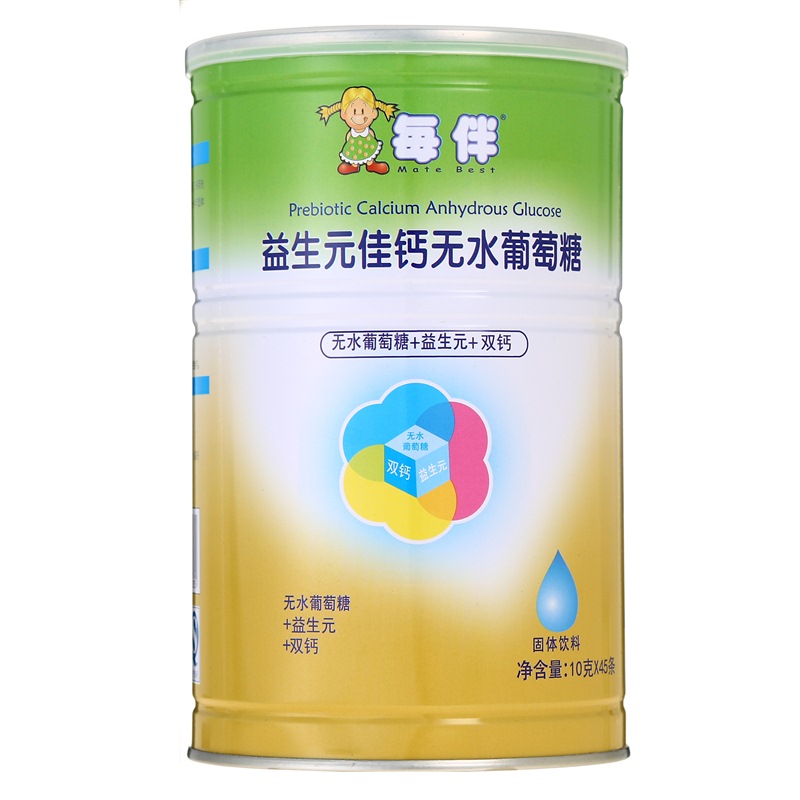 每伴®
Mate Best
Prebiotic Calcium Anhydrous Glucose
益生元佳钙无水葡萄糖
无水葡萄糖+益生元+双钙
无水
葡萄糖
双钙
益生元
无水葡萄糖
+益生元
+双钙
固体饮料
净含量:10克X45条